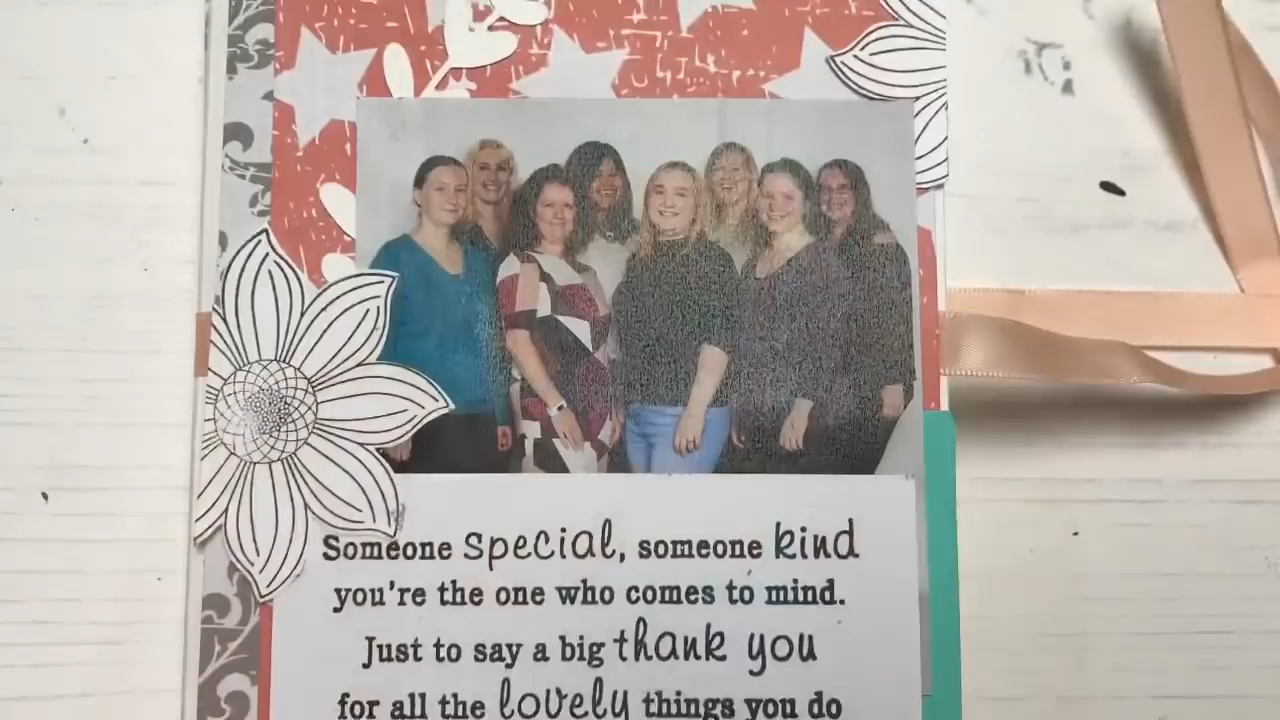 Someone special, someone kind
you're the one who comes to mind.
Just to say a big thank you
for all the lovely things you do